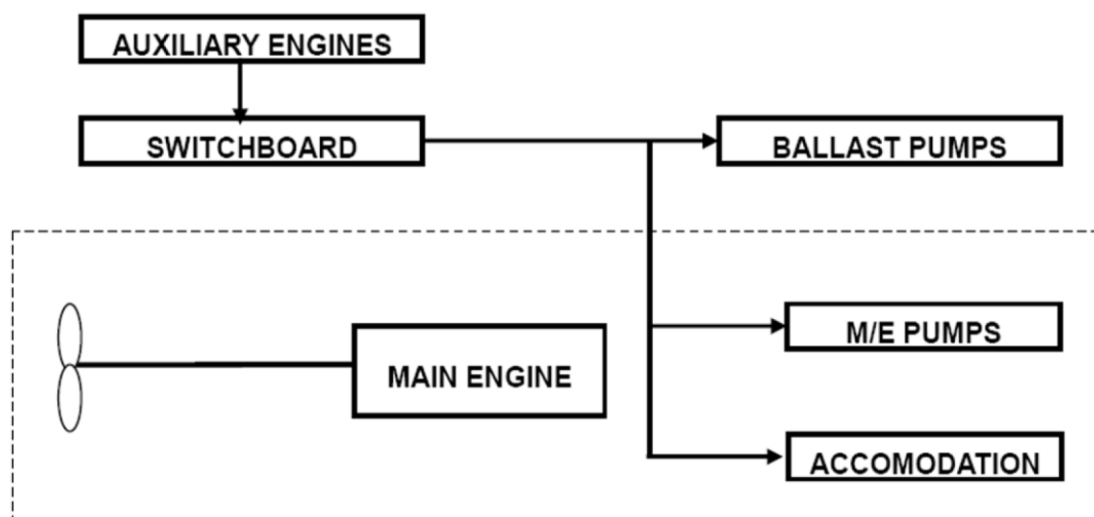 AUXILIARY ENGINES
SWITCHBOARD
BALLAST PUMPS
M/E PUMPS
MAIN ENGINE
ACCOMODATION